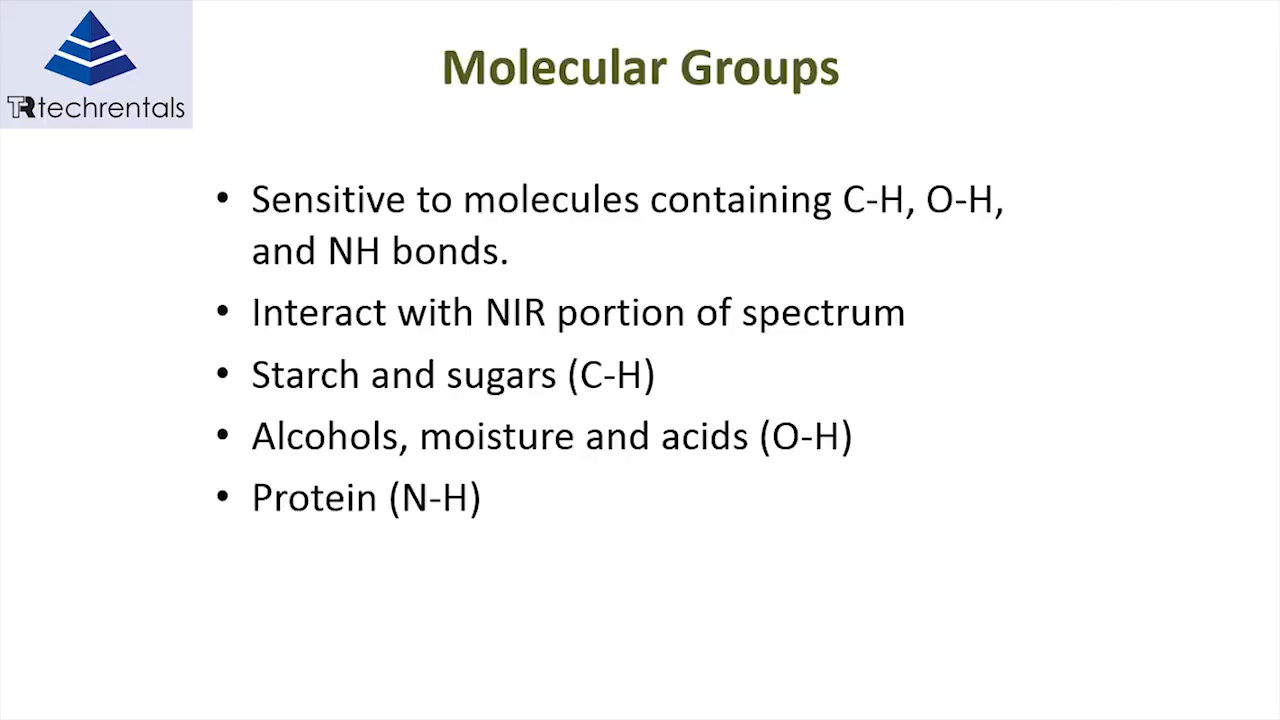 TR techrentals
Molecular Groups
• Sensitive to molecules containing C-H, O-H,
and NH bonds.
• Interact with NIR portion of spectrum
• Starch and sugars (C-H)
• Alcohols, moisture and acids (O-H)
• Protein (N-H)